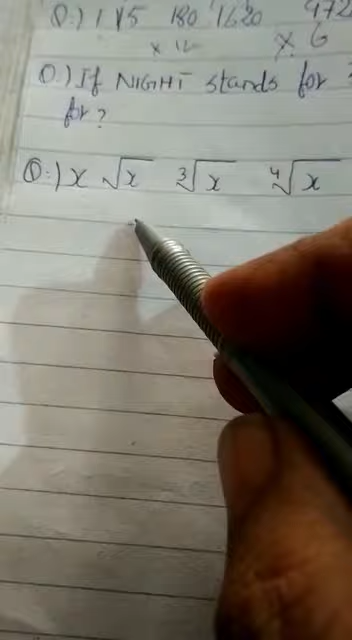 Q.) 1 15 180 1620 972
× 12 × 6
Q.) If NIGHT stands for
for?
Q.) x √x ∛x ∜x